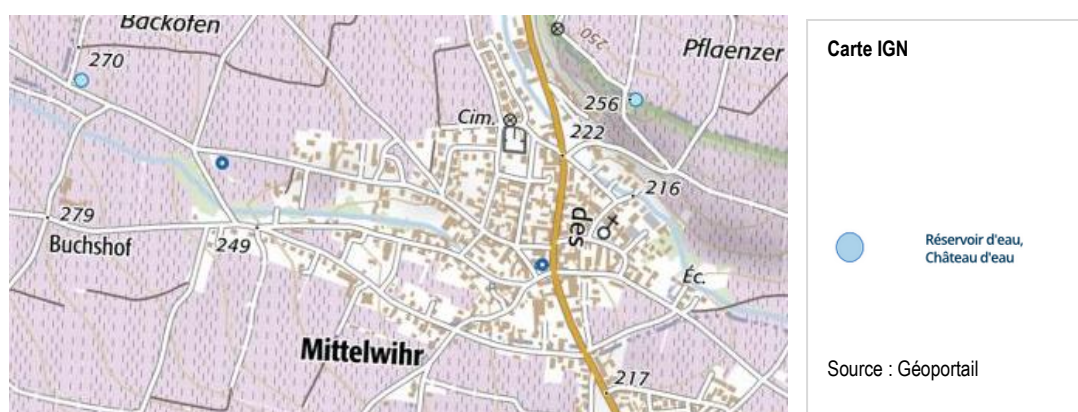 Backofen
270
Cim.
250
Pflaenzer
256
222
216
des
279
Buchshof
249
Éc.
Mittelwihr
217
Carte IGN
Réservoir d'eau,
Château d'eau
Source : Géoportail